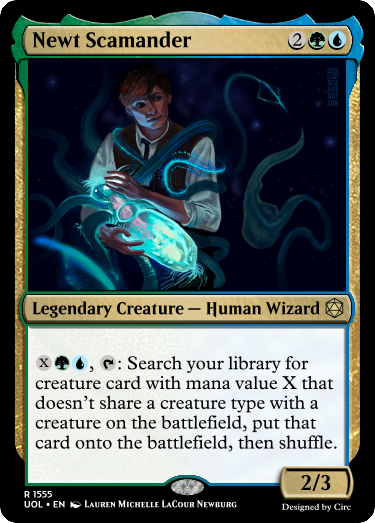 Newt Scamander 2
Legendary Creature — Human Wizard
X , : Search your library for
creature card with mana value X that
doesn't share a creature type with a
creature on the battlefield, put that
card onto the battlefield, then shuffle.
2/3
R 1555
UOL • EN Lauren Michelle LaCour Newburg
Designed by Circ